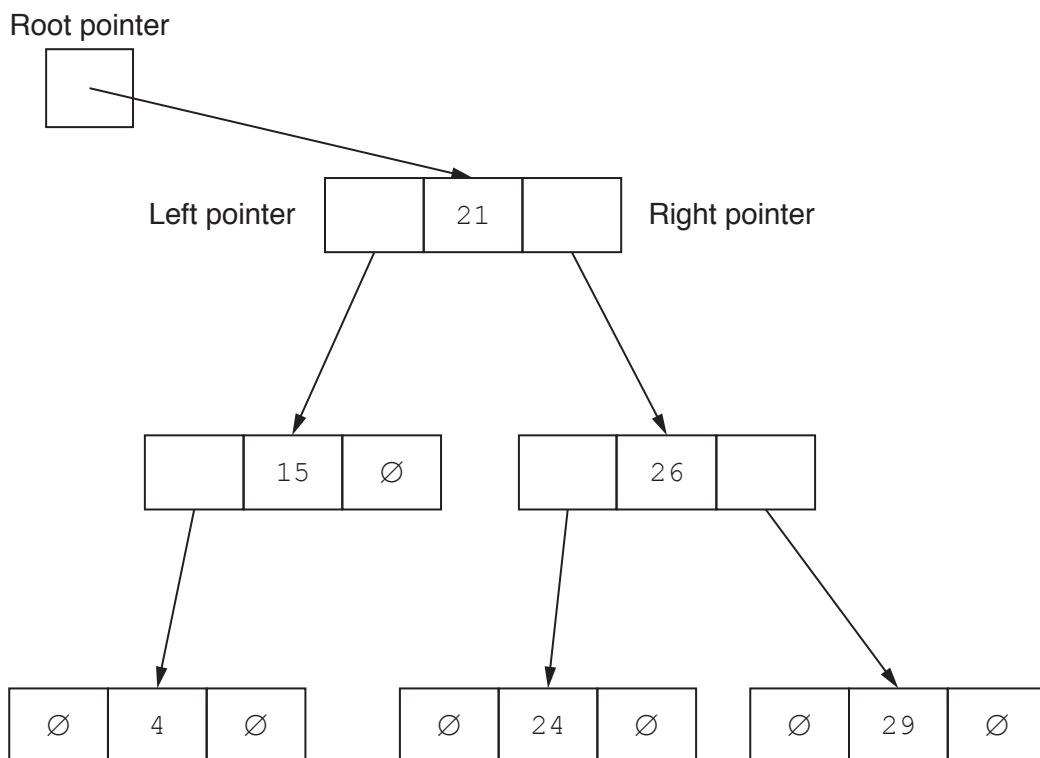 Root pointer
Left pointer 21 Right pointer
15 ∅ 26
∅ 4 ∅ ∅ 24 ∅ ∅ 29 ∅